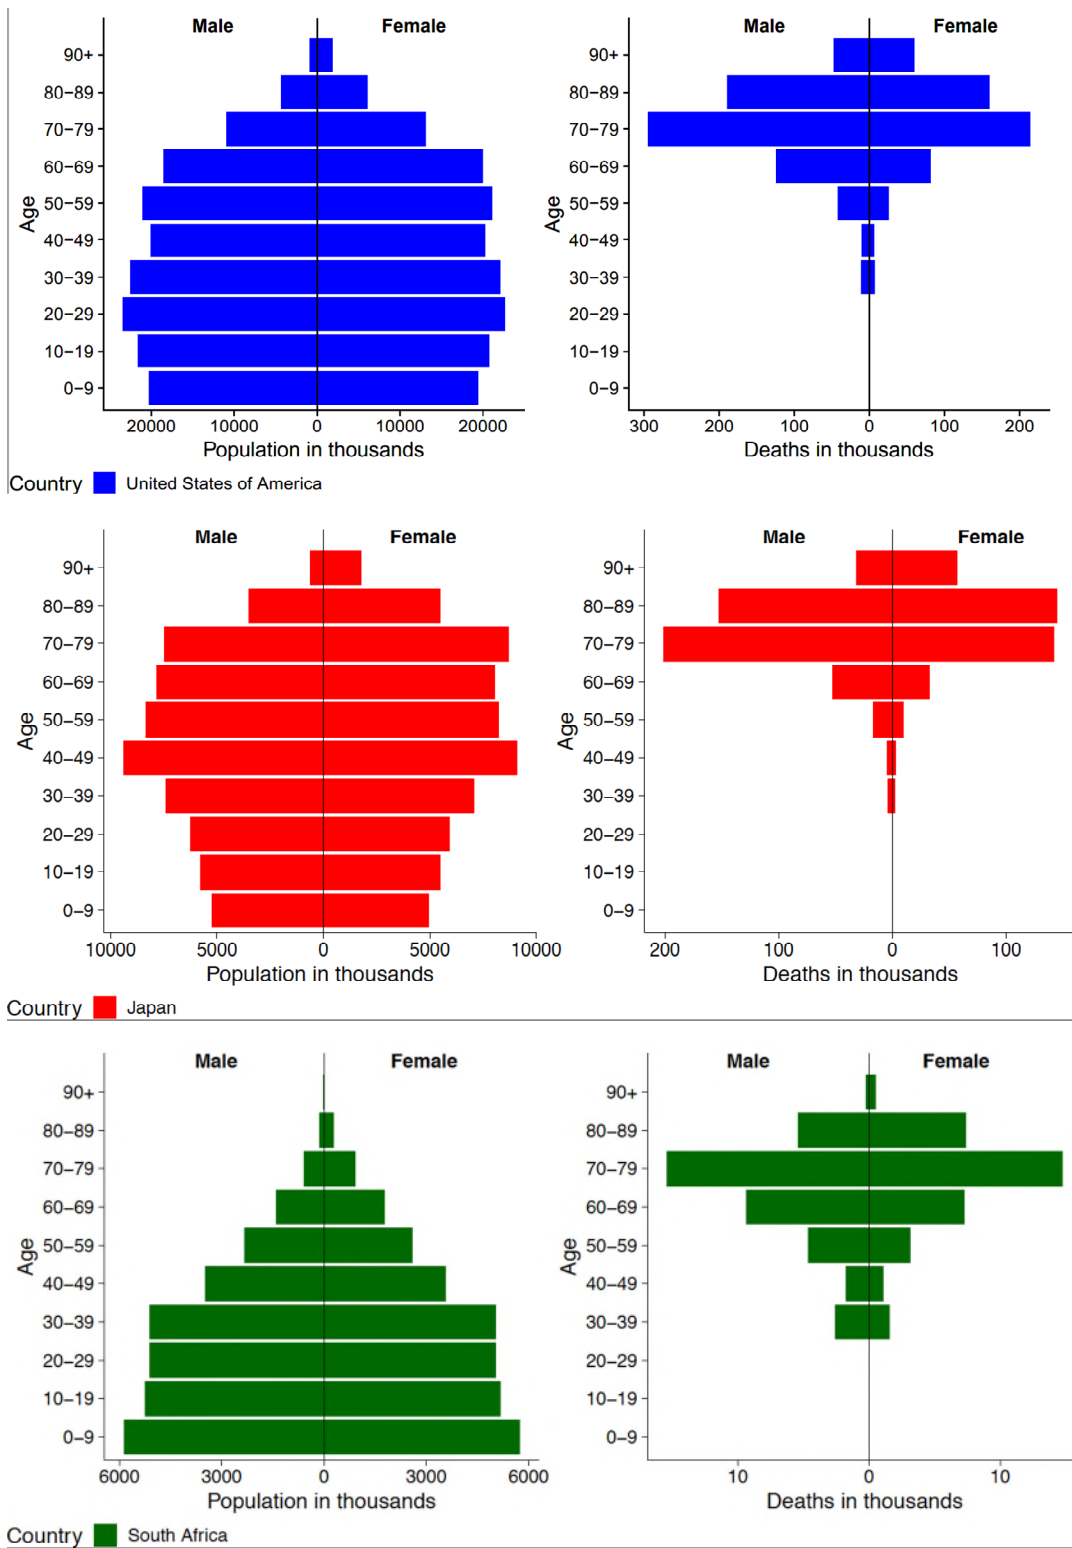 Male Female
90+
80−89
70−79
60−69
50−59
40−49
30−39
20−29
10−19
0−9
Age
20000 10000 0 10000 20000
Population in thousands
Male Female
90+
80−89
70−79
60−69
50−59
40−49
30−39
20−29
10−19
0−9
Age
300 200 100 0 100 200
Deaths in thousands
Country United States of America
Male Female
90+
80−89
70−79
60−69
50−59
40−49
30−39
20−29
10−19
0−9
Age
10000 5000 0 5000 10000
Population in thousands
Male Female
90+
80−89
70−79
60−69
50−59
40−49
30−39
20−29
10−19
0−9
Age
200 100 0 100
Deaths in thousands
Country Japan
Male Female
90+
80−89
70−79
60−69
50−59
40−49
30−39
20−29
10−19
0−9
Age
6000 3000 0 3000 6000
Population in thousands
Male Female
90+
80−89
70−79
60−69
50−59
40−49
30−39
20−29
10−19
0−9
Age
10 0 10
Deaths in thousands
Country South Africa